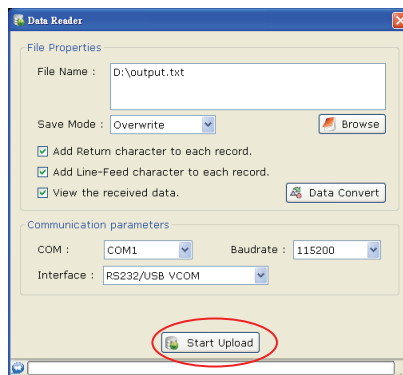 Data Reader
File Properties
File Name : D:\output.txt
Save Mode : Overwrite Browse
Add Return character to each record.
Add Line-Feed character to each record.
View the received data. Data Convert
Communication parameters
COM : COM1 Baudrate : 115200
Interface : RS232/USB VCOM
Start Upload